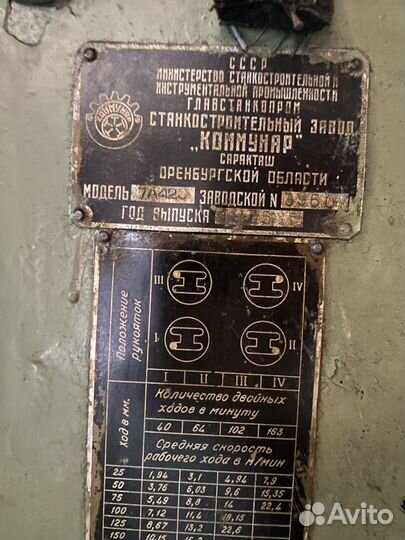 СССР
МИНИСТЕРСТВО СТАНКОСТРОИТЕЛЬНОЙ И
ИНСТРУМЕНТАЛЬНОЙ ПРОМЫШЛЕННОСТИ
ГЛАВСТАНКОПРОМ
СТАНКОСТРОИТЕЛЬНЫЙ ЗАВОД
„КОММУНАР"
САРАКТАШ
ОРЕНБУРГСКОЙ ОБЛАСТИ
КОММУНАР
МОДЕЛЬ 7А420 ЗАВОДСКОЙ N
ГОД ВЫПУСКА
Положение рукояток
III IV
I II
I II III IV
Ход в мм.
Количество двойных
ходов в минуту
40 64 102 163
Средняя скорость
рабочего хода в м/мин
25 1,94 3,1 4,94 7,9
50 3,76 6,03 9,6 15,35
75 5,49 8,8 14 22,4
100 7,12 11,4 18,15
125 8,67 13,2 22,6
150 10,15
Avito